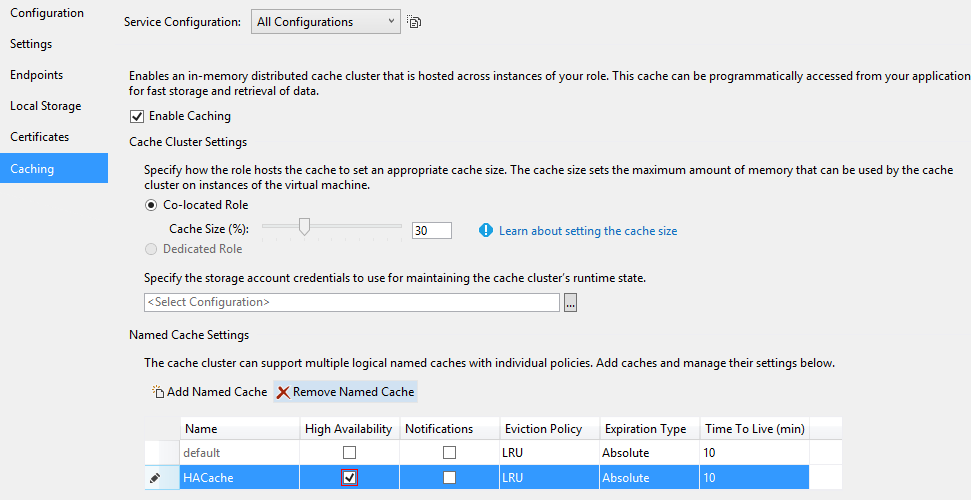 Configuration
Settings
Endpoints
Local Storage
Certificates
Caching
Service Configuration: All Configurations
Enables an in-memory distributed cache cluster that is hosted across instances of your role. This cache can be programmatically accessed from your application
for fast storage and retrieval of data.
Enable Caching
Cache Cluster Settings
Specify how the role hosts the cache to set an appropriate cache size. The cache size sets the maximum amount of memory that can be used by the cache
cluster on instances of the virtual machine.
Co-located Role
Cache Size (%): 30 Learn about setting the cache size
Dedicated Role
Specify the storage account credentials to use for maintaining the cache cluster's runtime state.
<Select Configuration> ...
Named Cache Settings
The cache cluster can support multiple logical named caches with individual policies. Add caches and manage their settings below.
Add Named Cache Remove Named Cache
Name High Availability Notifications Eviction Policy Expiration Type Time To Live (min)
default LRU Absolute 10
HACache LRU Absolute 10